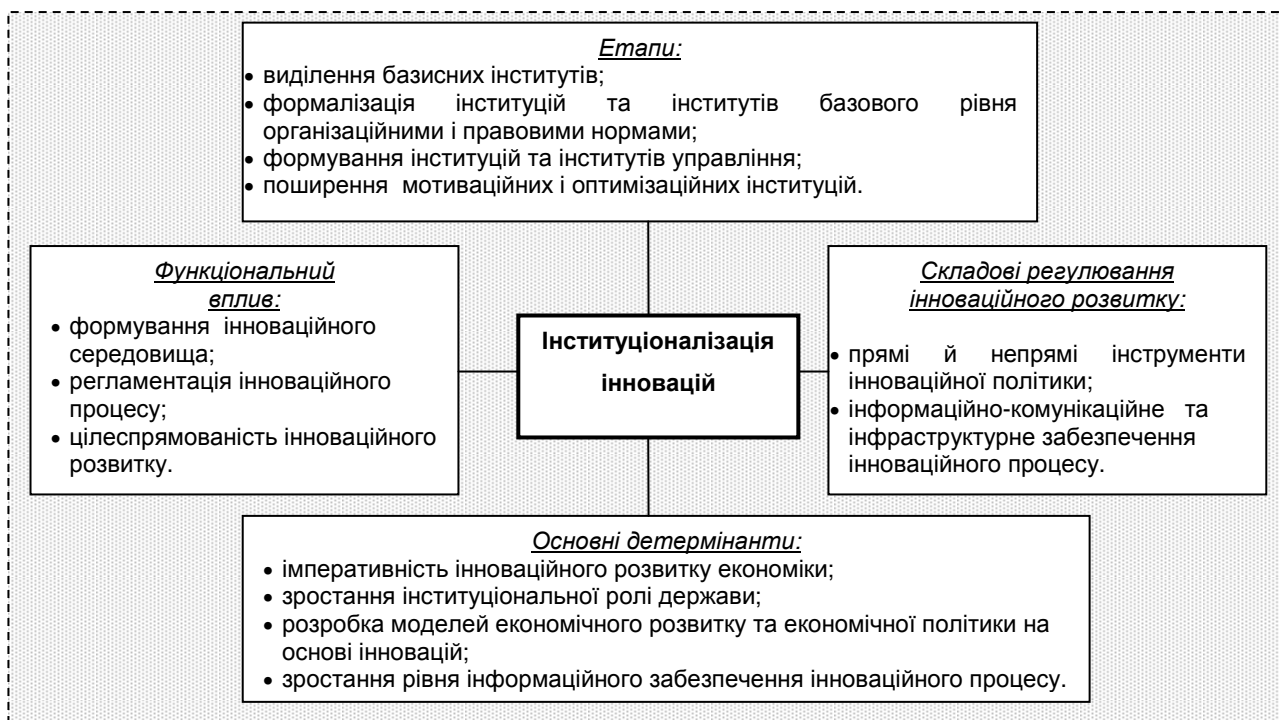 Етапи:
• виділення базисних інститутів;
• формалізація інституцій та інститутів базового рівня
організаційними і правовими нормами;
• формування інституцій та інститутів управління;
• поширення мотиваційних і оптимізаційних інституцій.
Функціональний
вплив:
• формування інноваційного
середовища;
• регламентація інноваційного
процесу;
• цілеспрямованість інноваційного
розвитку.
Інституціоналізація
інновацій
Складові регулювання
інноваційного розвитку:
• прямі й непрямі інструменти
інноваційної політики;
• інформаційно-комунікаційне та
інфраструктурне забезпечення
інноваційного процесу.
Основні детермінанти:
• імперативність інноваційного розвитку економіки;
• зростання інституціональної ролі держави;
• розробка моделей економічного розвитку та економічної політики на
основі інновацій;
• зростання рівня інформаційного забезпечення інноваційного процесу.